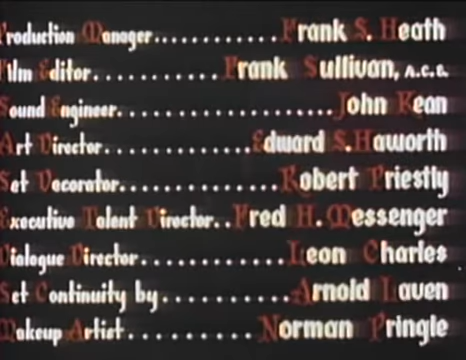 Production Manager............Frank S. Heath
Film Editor............Frank Sullivan, A.C.E.
Sound Engineer.....................John Kean
Art Director.............Edward S. Haworth
Set Decorator...............Robert Priestly
Executive Talent Director..Fred H. Messenger
Dialogue Director............Leon Charles
Set Continuity by............Arnold Laven
Makeup Artist..........Norman Pringle